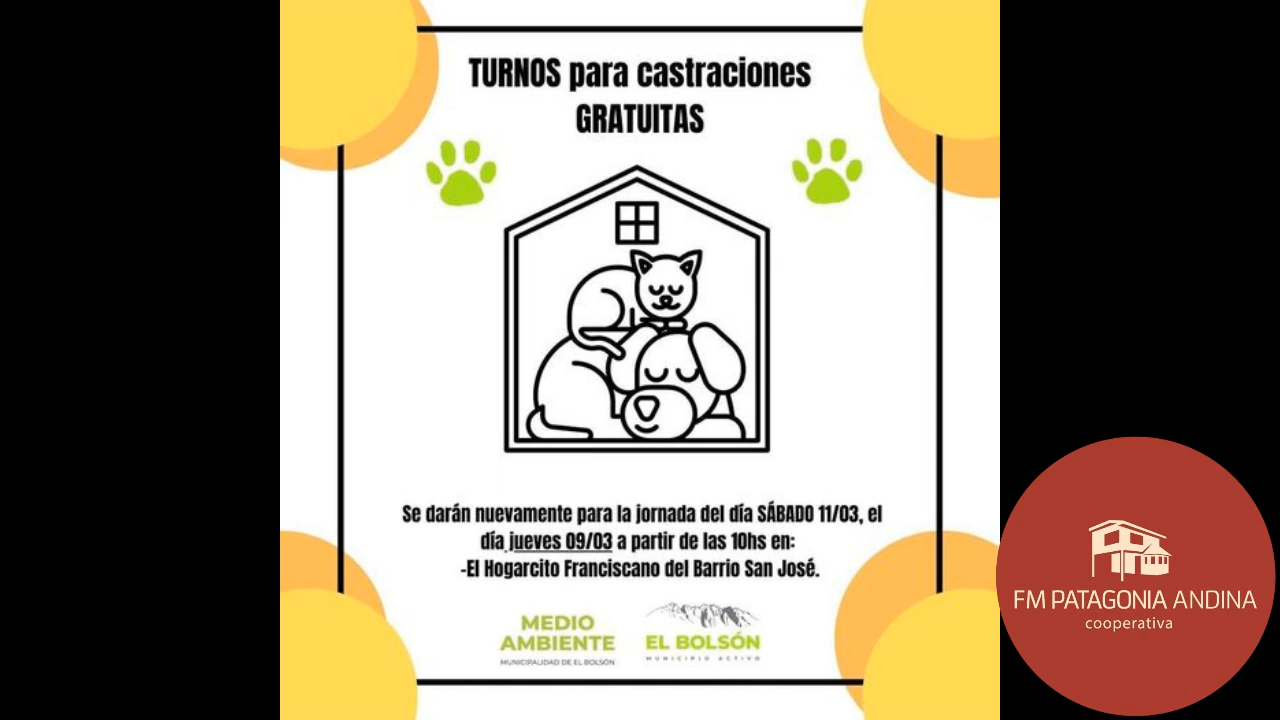 TURNOS para castraciones
GRATUITAS
Se darán nuevamente para la jornada del día SÁBADO 11/03, el
día jueves 09/03 a partir de las 10hs en:
-El Hogarcito Franciscano del Barrio San José.
MEDIO
AMBIENTE
MUNICIPALIDAD DE EL BOLSÓN
EL BOLSÓN
MUNICIPIO ACTIVO
FM PATAGONIA ANDINA
cooperativa